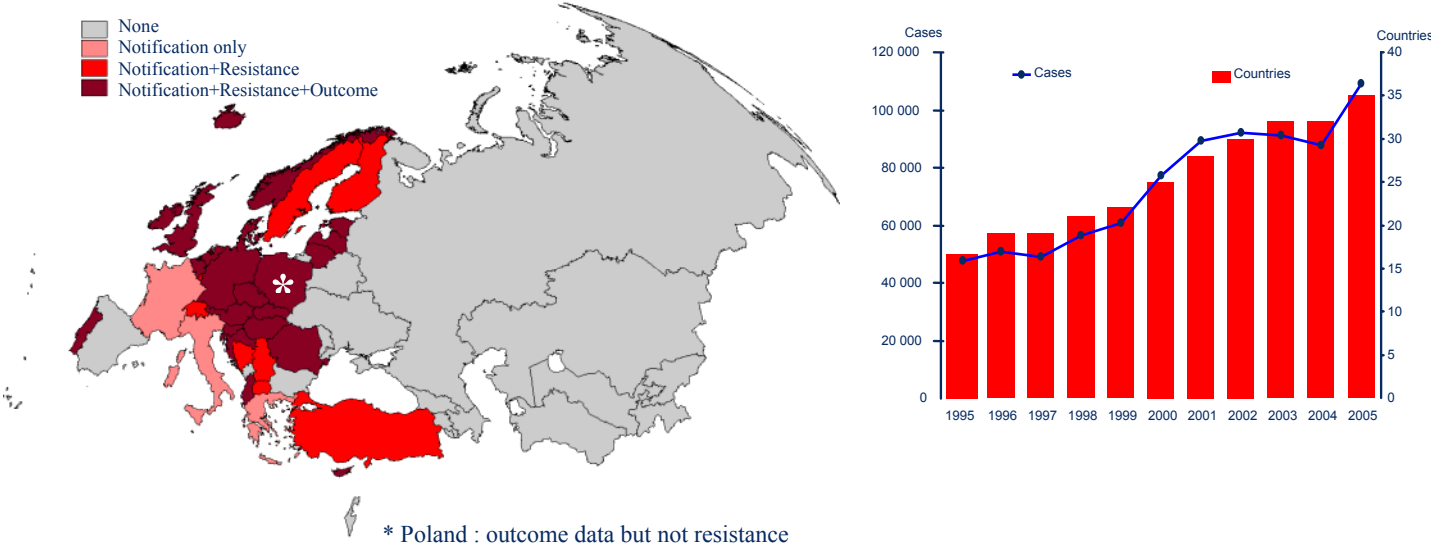 None
Notification only
Notification+Resistance
Notification+Resistance+Outcome
*
* Poland : outcome data but not resistance
Cases Countries
120 000 40
Cases Countries
35
100 000
30
80 000
25
60 000 20
15
40 000
10
20 000
5
0 0
1995 1996 1997 1998 1999 2000 2001 2002 2003 2004 2005